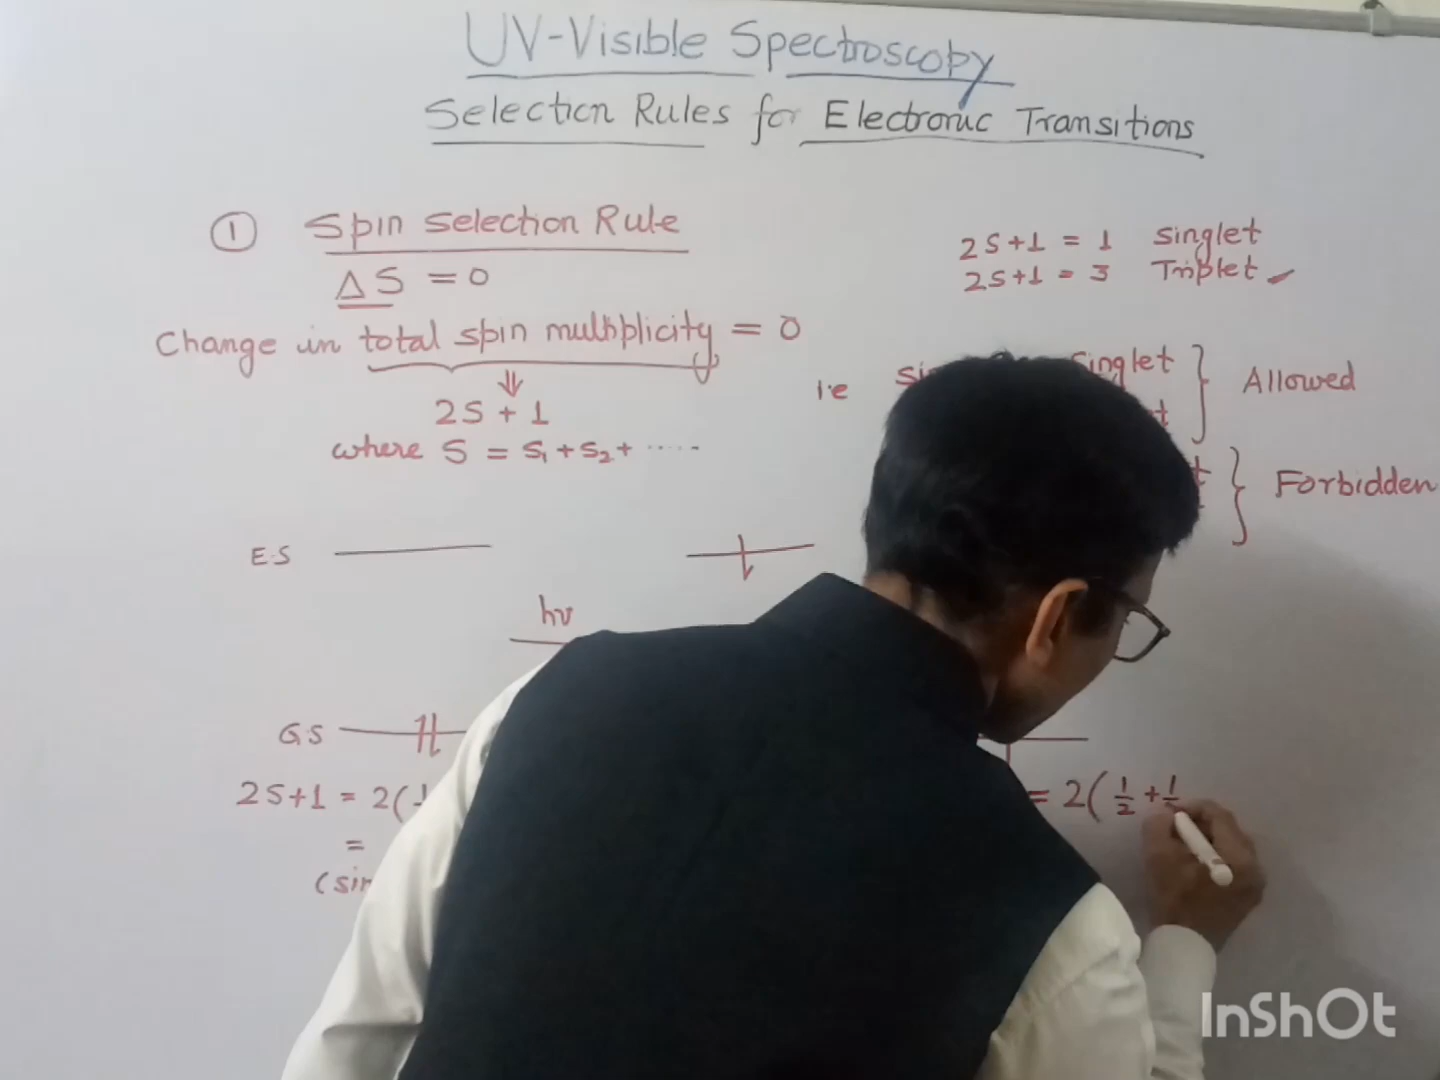 UV-Visible Spectroscopy
Selection Rules for Electronic Transitions
① Spin Selection Rule
ΔS = 0
Change in total spin multiplicity = 0
⇓
2S + 1
where S = S₁ + S₂ + ·····
2S+1 = 1 Singlet
2S+1 = 3 Triplet
i.e Singlet } Allowed
} Forbidden
E.S
hν
G.S
2S+1 = 2(
=
= 2(½ + ½
InShOt